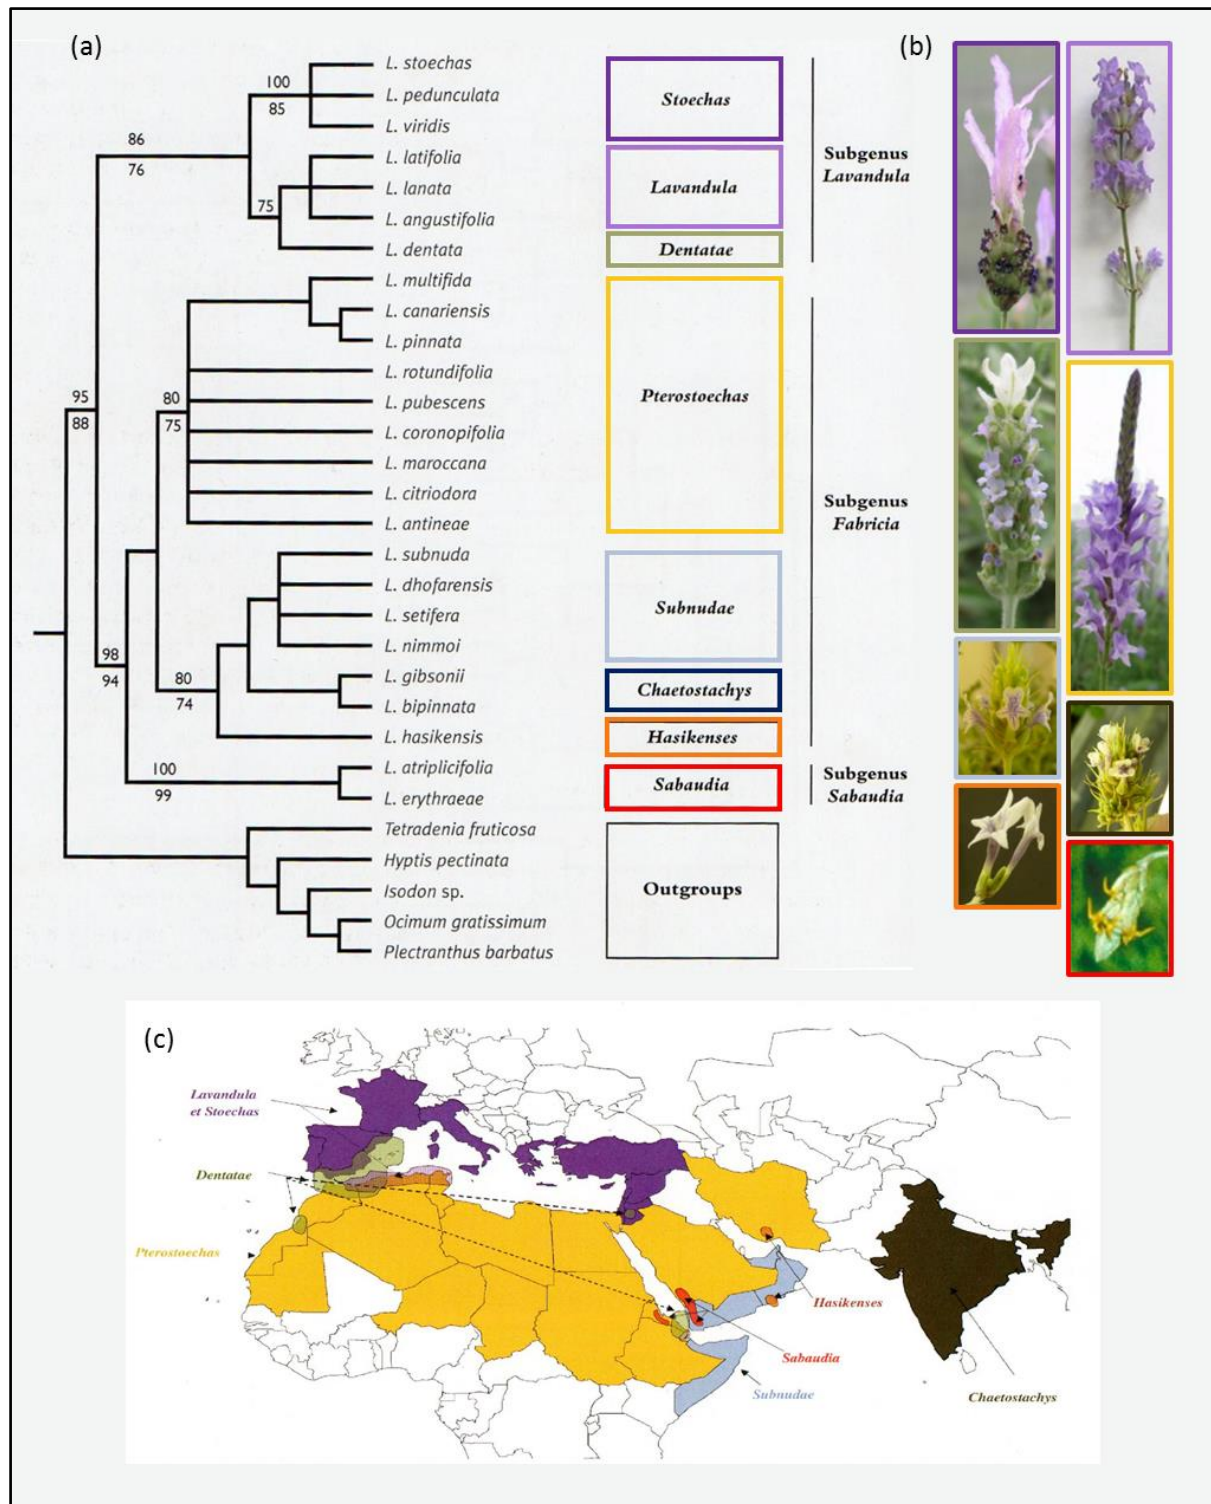 (a)
(b)
L. stoechas
L. pedunculata
L. viridis
L. latifolia
L. lanata
L. angustifolia
L. dentata
L. multifida
L. canariensis
L. pinnata
L. rotundifolia
L. pubescens
L. coronopifolia
L. maroccana
L. citriodora
L. antineae
L. subnuda
L. dhofarensis
L. setifera
L. nimmoi
L. gibsonii
L. bipinnata
L. hasikensis
L. atriplicifolia
L. erythraeae
Tetradenia fruticosa
Hyptis pectinata
Isodon sp.
Ocimum gratissimum
Plectranthus barbatus
100
85
86
76
75
95
88
80
75
98
94
80
74
100
99
Stoechas
Lavandula
Dentatae
Pterostoechas
Subnudae
Chaetostachys
Hasikenses
Sabaudia
Outgroups
Subgenus
Lavandula
Subgenus
Fabricia
Subgenus
Sabaudia
(c)
Lavandula
et Stoechas
Dentatae
Pterostoechas
Hasikenses
Sabaudia
Subnudae
Chaetostachys